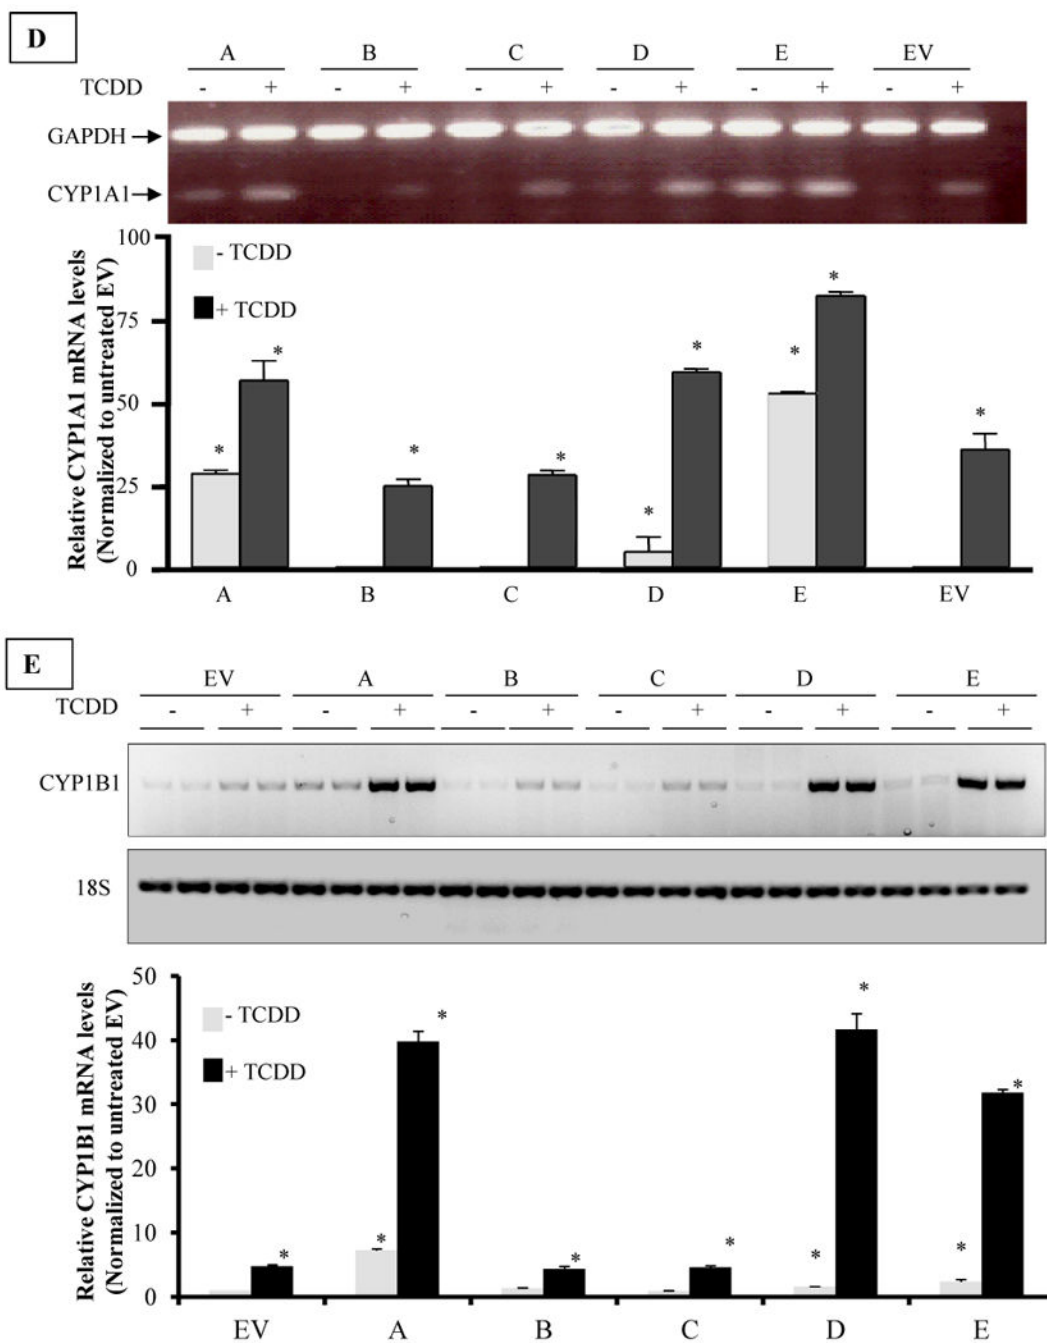 D
A B C D E EV
TCDD - + - + - + - + - + - +
GAPDH
CYP1A1
Relative CYP1A1 mRNA levels
(Normalized to untreated EV)
100
75
50
25
0
- TCDD
+ TCDD
* * * * * * * * *
A B C D E EV
E
EV A B C D E
TCDD - + - + - + - + - + - +
CYP1B1
18S
Relative CYP1B1 mRNA levels
(Normalized to untreated EV)
50
40
30
20
10
0
- TCDD
+ TCDD
* * * * * * * * *
EV A B C D E